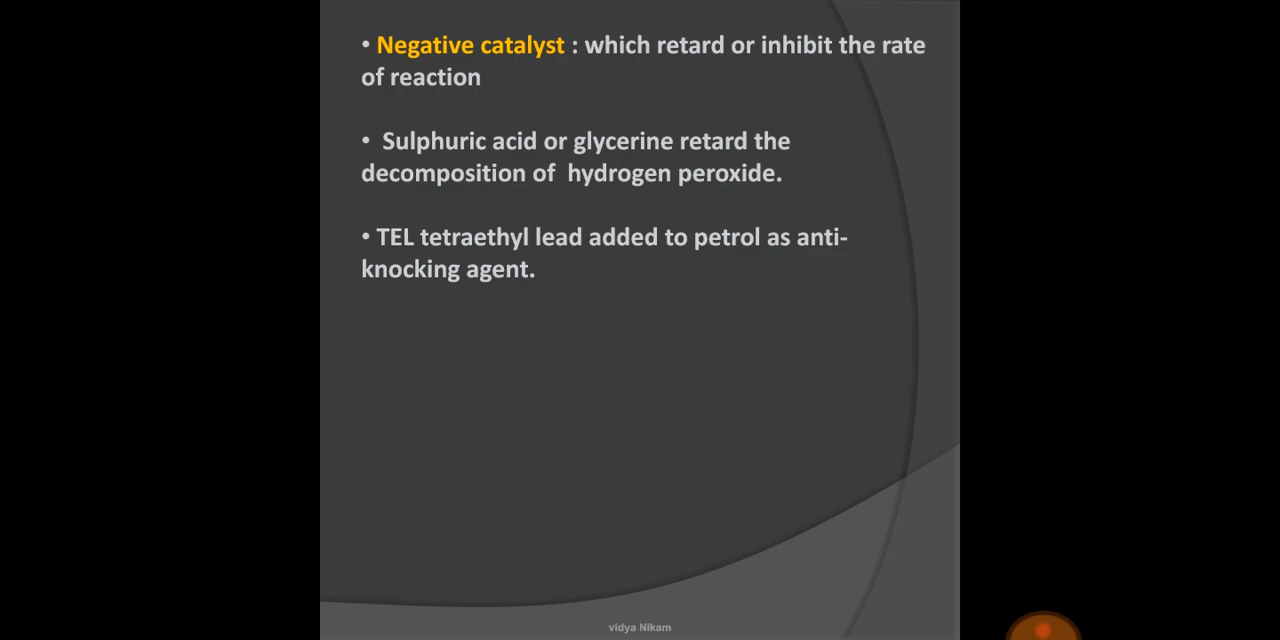 • Negative catalyst : which retard or inhibit the rate
of reaction
• Sulphuric acid or glycerine retard the
decomposition of hydrogen peroxide.
• TEL tetraethyl lead added to petrol as anti-
knocking agent.
vidya Nikam